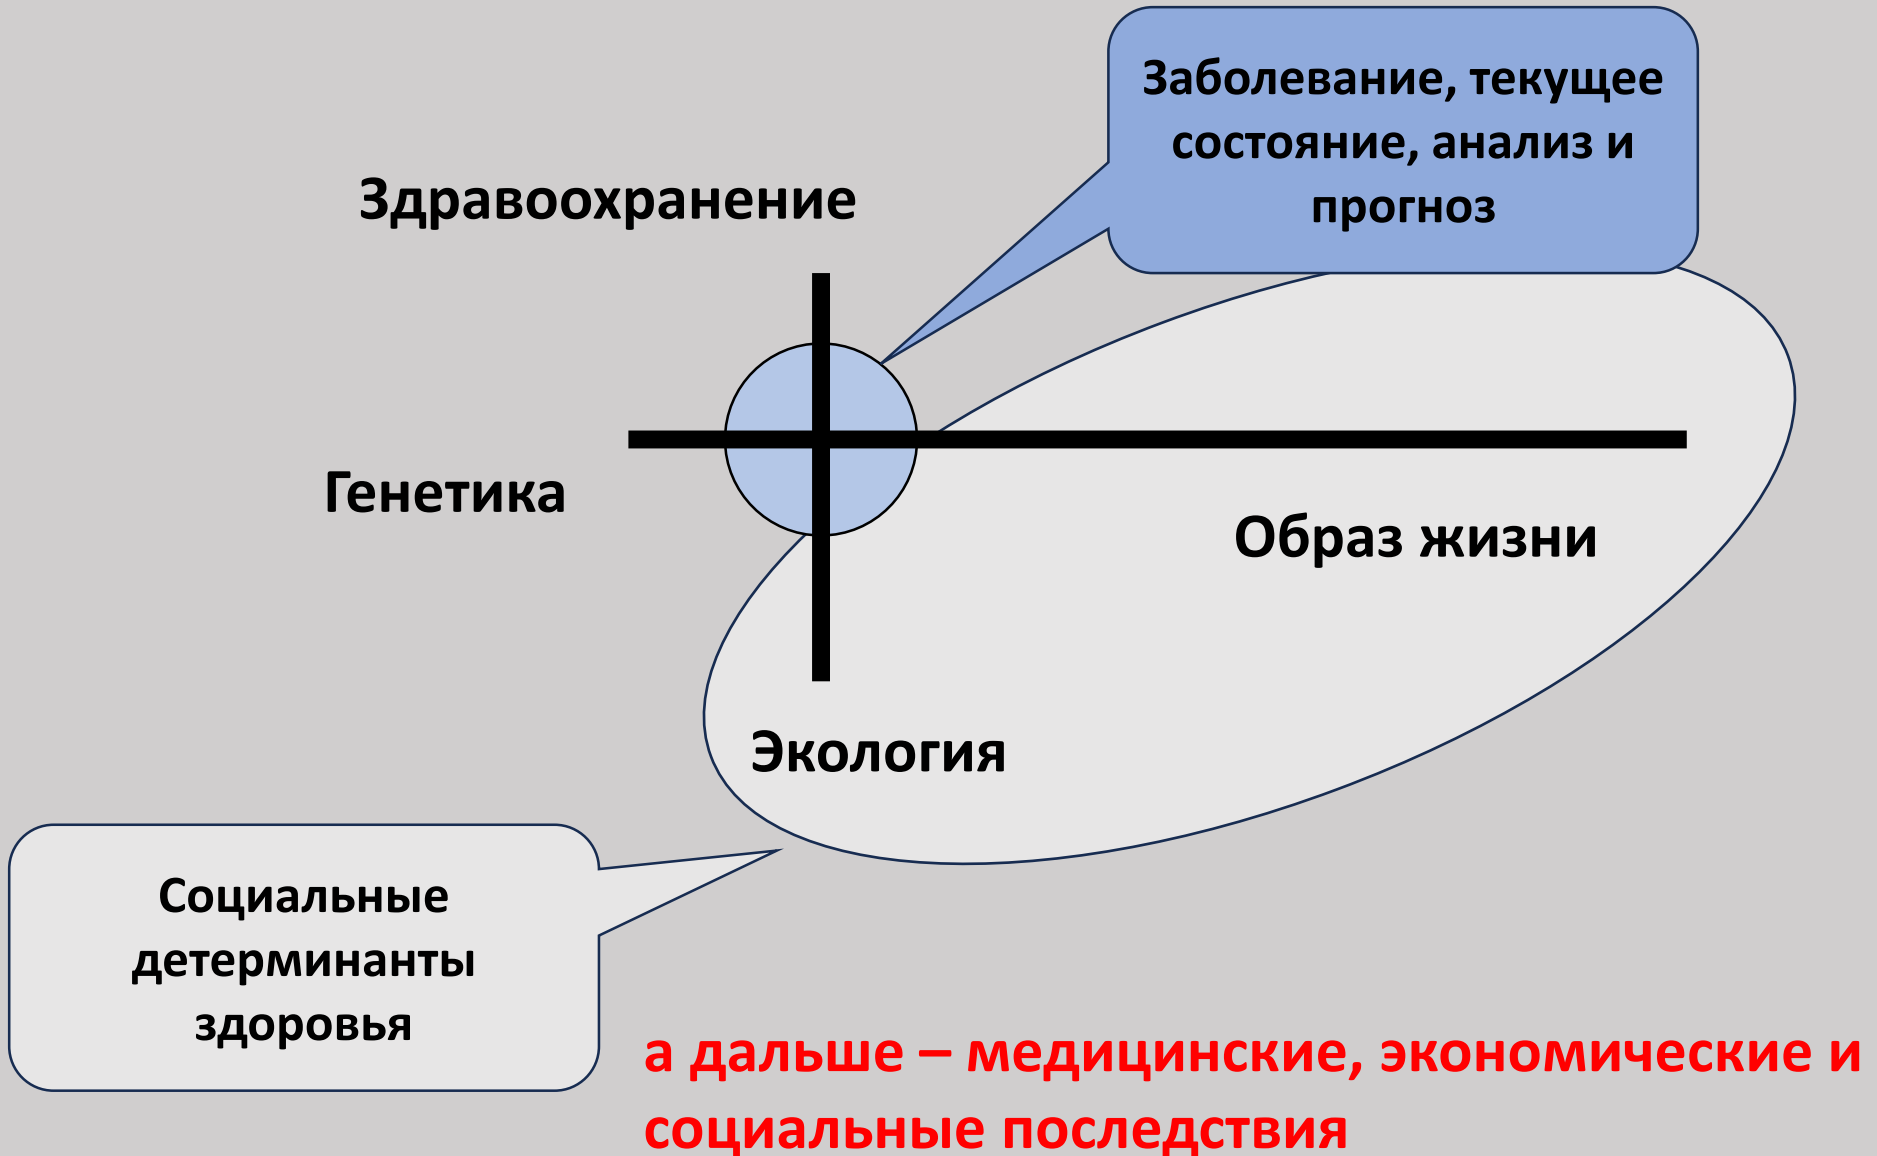 Заболевание, текущее
состояние, анализ и
прогноз
Здравоохранение
Генетика
Образ жизни
Экология
Социальные
детерминанты
здоровья
а дальше – медицинские, экономические и
социальные последствия